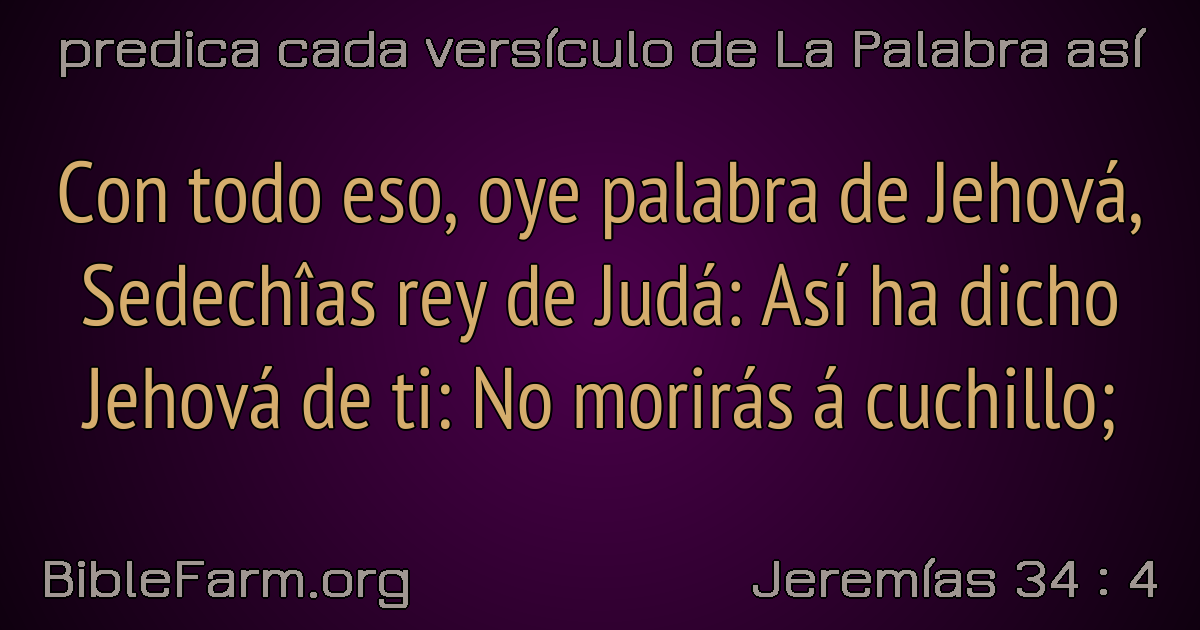 predica cada versículo de La Palabra así
Con todo eso, oye palabra de Jehová,
Sedechîas rey de Judá: Así ha dicho
Jehová de ti: No morirás á cuchillo;
BibleFarm.org
Jeremías 34 : 4